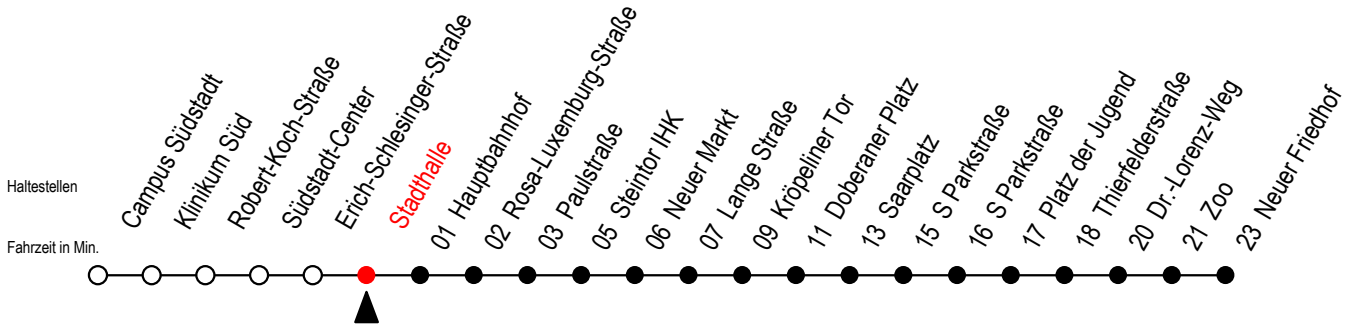 Haltestellen
Fahrzeit in Min.
Campus Südstadt
Klinikum Süd
Robert-Koch-Straße
Südstadt-Center
Erich-Schlesinger-Straße
Stadthalle
01 Hauptbahnhof
02 Rosa-Luxemburg-Straße
03 Paulstraße
05 Steintor IHK
06 Neuer Markt
07 Lange Straße
09 Kröpeliner Tor
11 Doberaner Platz
13 Saarplatz
15 S Parkstraße
16 S Parkstraße
17 Platz der Jugend
18 Thierfelderstraße
20 Dr.-Lorenz-Weg
21 Zoo
23 Neuer Friedhof